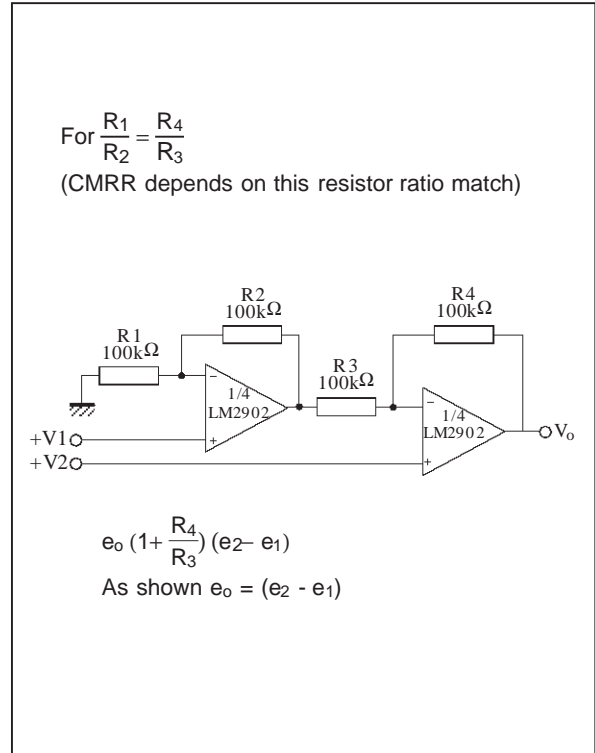 For R1/R2 = R4/R3
(CMRR depends on this resistor ratio match)
R2
100kΩ
R4
100kΩ
R1
100kΩ
R3
100kΩ
1/4
LM2902
1/4
LM2902
+V1
+V2
Vo
eo (1+ R4/R3) (e2– e1)
As shown eo = (e2 - e1)